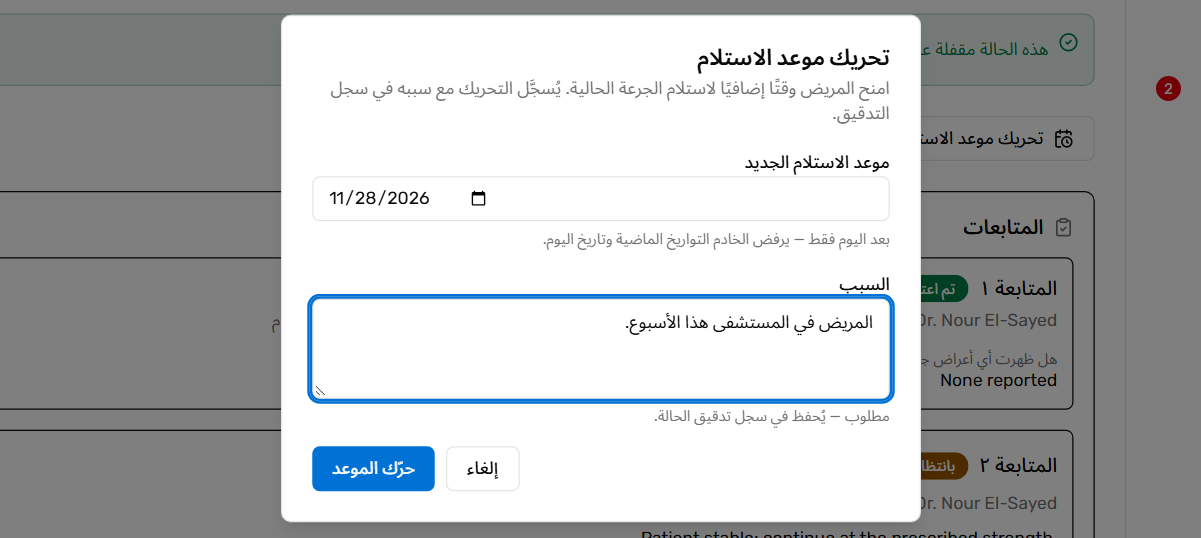 هذه الحالة مقفلة
2
تحريك موعد
المتابعات
المتابعة ١
Dr. Nour El-Sayed
هل ظهرت أي أعراض
None reported
المتابعة ٢
Dr. Nour El-Sayed
Patient stable; continue at the prescribed strength.
تحريك موعد الاستلام
امنح المريض وقتًا إضافيًا لاستلام الجرعة الحالية. يُسجَّل التحريك مع سببه في سجل
التدقيق.
موعد الاستلام الجديد
11/28/2026
بعد اليوم فقط — يرفض الخادم التواريخ الماضية وتاريخ اليوم.
السبب
المريض في المستشفى هذا الأسبوع.
مطلوب — يُحفظ في سجل تدقيق الحالة.
إلغاء
حرّك الموعد